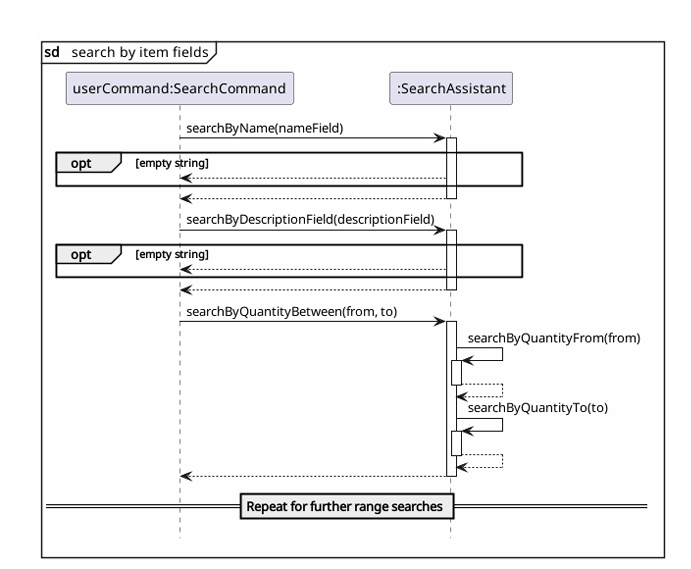 sd search by item fields
userCommand:SearchCommand
:SearchAssistant
searchByName(nameField)
opt [empty string]
searchByDescriptionField(descriptionField)
opt [empty string]
searchByQuantityBetween(from, to)
searchByQuantityFrom(from)
searchByQuantityTo(to)
Repeat for further range searches